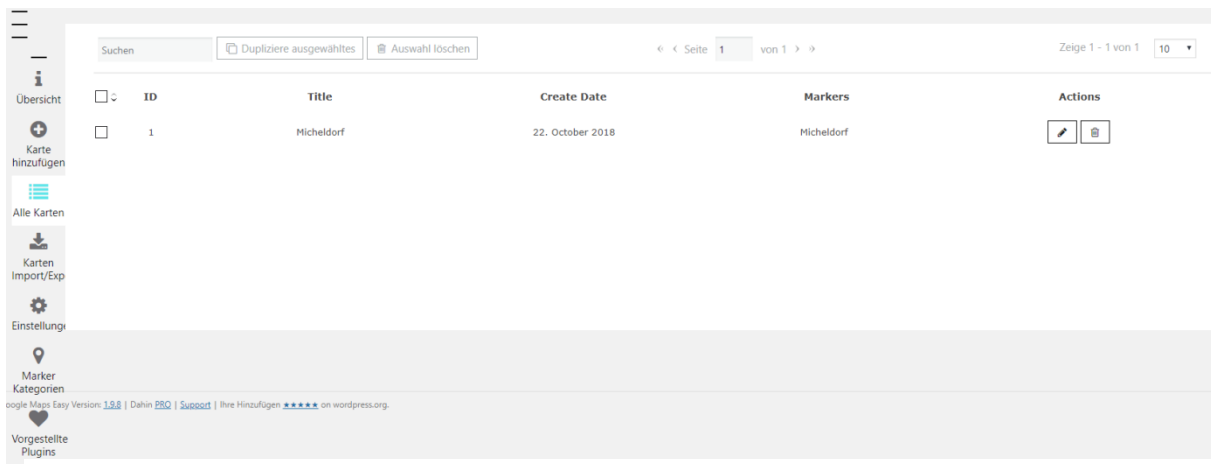 Suchen Dupliziere ausgewähltes Auswahl löschen Seite 1 von 1 Zeige 1 - 1 von 1 10
ID Title Create Date Markers Actions
1 Micheldorf 22. October 2018 Micheldorf
Übersicht
Karte
hinzufügen
Alle Karten
Karten
Import/Exp
Einstellunge
Marker
Kategorien
oogle Maps Easy Version: 1.9.8 | Dahin PRO | Support | Ihre Hinzufügen ★★★★★ on wordpress.org.
Vorgestellte
Plugins